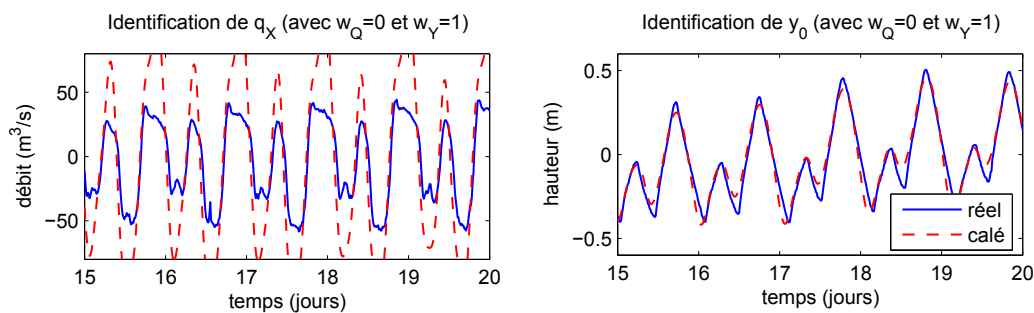 Identification de q_X (avec w_Q=0 et w_Y=1)
débit (m³/s)
50
0
−50
15 16 17 18 19 20
temps (jours)
Identification de y_0 (avec w_Q=0 et w_Y=1)
hauteur (m)
0.5
0
−0.5
réel
calé
15 16 17 18 19 20
temps (jours)